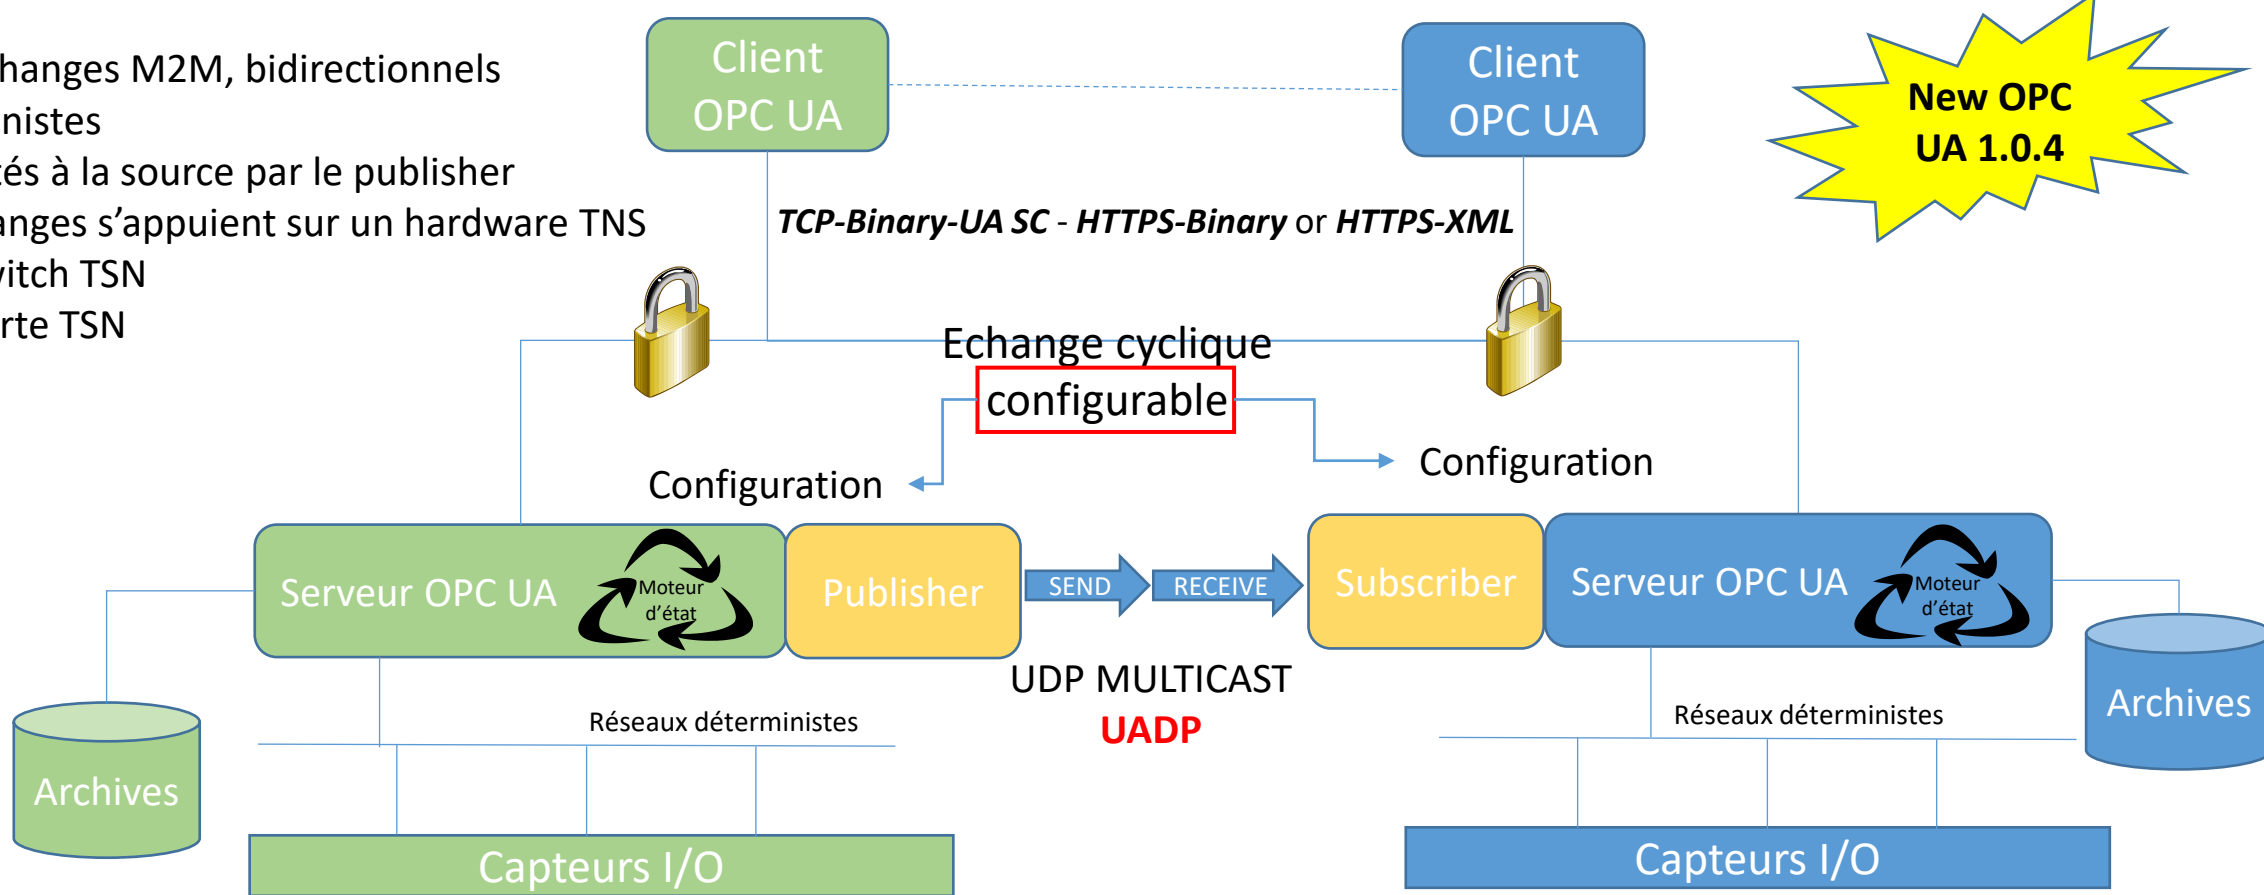 hanges M2M, bidirectionnels
nistes
tés à la source par le publisher
anges s’appuient sur un hardware TNS
vitch TSN
rte TSN
Client
OPC UA
Client
OPC UA
New OPC
UA 1.0.4
TCP-Binary-UA SC - HTTPS-Binary or HTTPS-XML
Echange cyclique
configurable
Configuration
Configuration
Serveur OPC UA
Moteur
d’état
Publisher
SEND
RECEIVE
Subscriber
Serveur OPC UA
Moteur
d’état
UDP MULTICAST
UADP
Réseaux déterministes
Réseaux déterministes
Archives
Archives
Capteurs I/O
Capteurs I/O